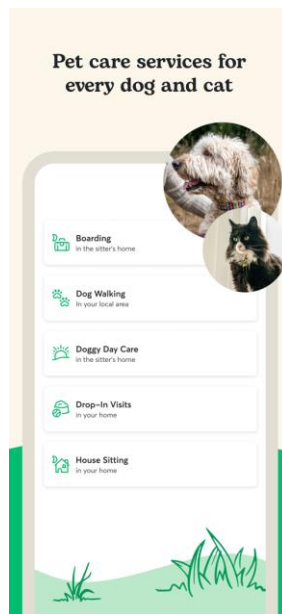 Pet care services for
every dog and cat
Boarding
in the sitter's home
Dog Walking
in your local area
Doggy Day Care
in the sitter's home
Drop-In Visits
in your home
House Sitting
in your home